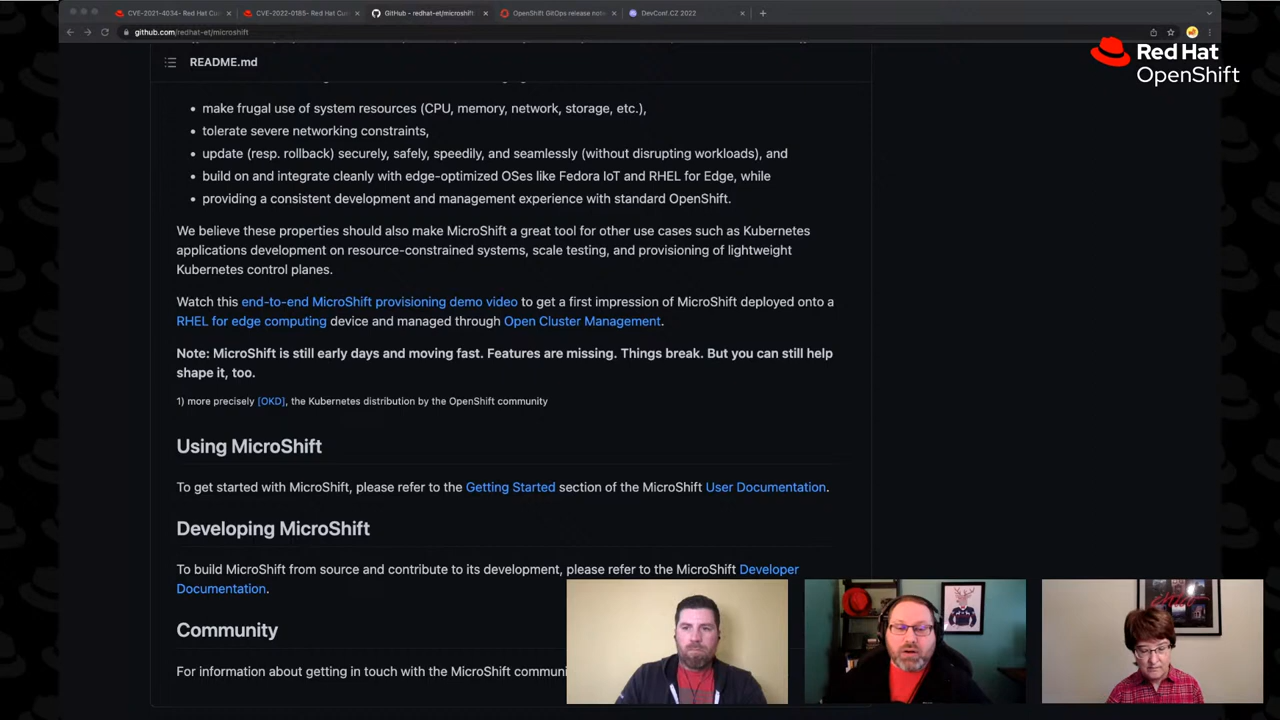 CVE-2021-4034- Red Hat Cus
CVE-2022-0185- Red Hat Cus
GitHub - redhat-et/microshift
OpenShift GitOps release note
DevConf.CZ 2022
github.com/redhat-et/microshift
Red Hat
OpenShift
README.md
make frugal use of system resources (CPU, memory, network, storage, etc.),
tolerate severe networking constraints,
update (resp. rollback) securely, safely, speedily, and seamlessly (without disrupting workloads), and
build on and integrate cleanly with edge-optimized OSes like Fedora IoT and RHEL for Edge, while
providing a consistent development and management experience with standard OpenShift.
We believe these properties should also make MicroShift a great tool for other use cases such as Kubernetes
applications development on resource-constrained systems, scale testing, and provisioning of lightweight
Kubernetes control planes.
Watch this end-to-end MicroShift provisioning demo video to get a first impression of MicroShift deployed onto a
RHEL for edge computing device and managed through Open Cluster Management.
Note: MicroShift is still early days and moving fast. Features are missing. Things break. But you can still help
shape it, too.
1) more precisely [OKD], the Kubernetes distribution by the OpenShift community
Using MicroShift
To get started with MicroShift, please refer to the Getting Started section of the MicroShift User Documentation.
Developing MicroShift
To build MicroShift from source and contribute to its development, please refer to the MicroShift Developer
Documentation.
Community
For information about getting in touch with the MicroShift communi